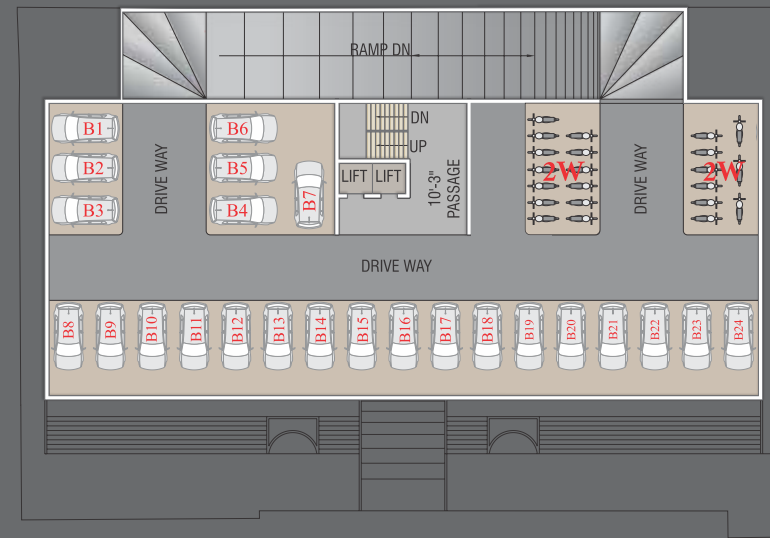 RAMP DN
B1
B6
DN
UP
B2
B5
DRIVE WAY
2W
DRIVE WAY
2W
LIFT
LIFT
10'-3"
PASSAGE
B3
B4
B7
DRIVE WAY
B8
B9
B10
B11
B12
B13
B14
B15
B16
B17
B18
B19
B20
B21
B22
B23
B24